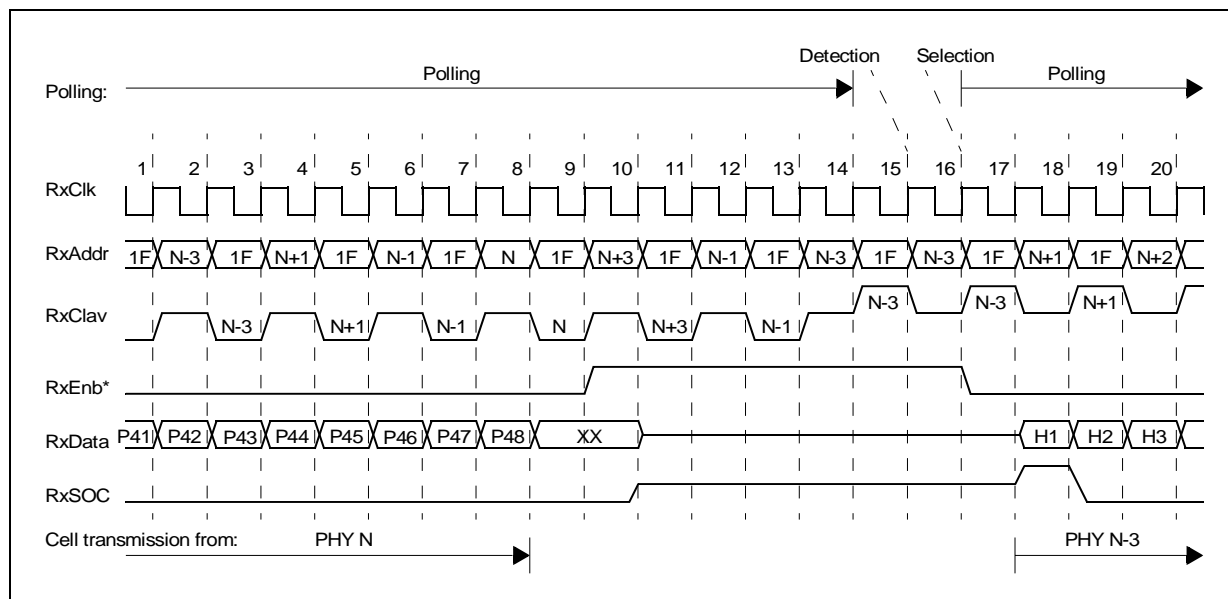 Detection Selection
Polling: Polling Polling
1 2 3 4 5 6 7 8 9 10 11 12 13 14 15 16 17 18 19 20
RxClk
RxAddr 1F N-3 1F N+1 1F N-1 1F N 1F N+3 1F N-1 1F N-3 1F N-3 1F N+1 1F N+2
RxClav N-3 N+1 N-1 N N+3 N-1 N-3 N-3 N+1
RxEnb*
RxData P41 P42 P43 P44 P45 P46 P47 P48 XX H1 H2 H3
RxSOC
Cell transmission from: PHY N PHY N-3